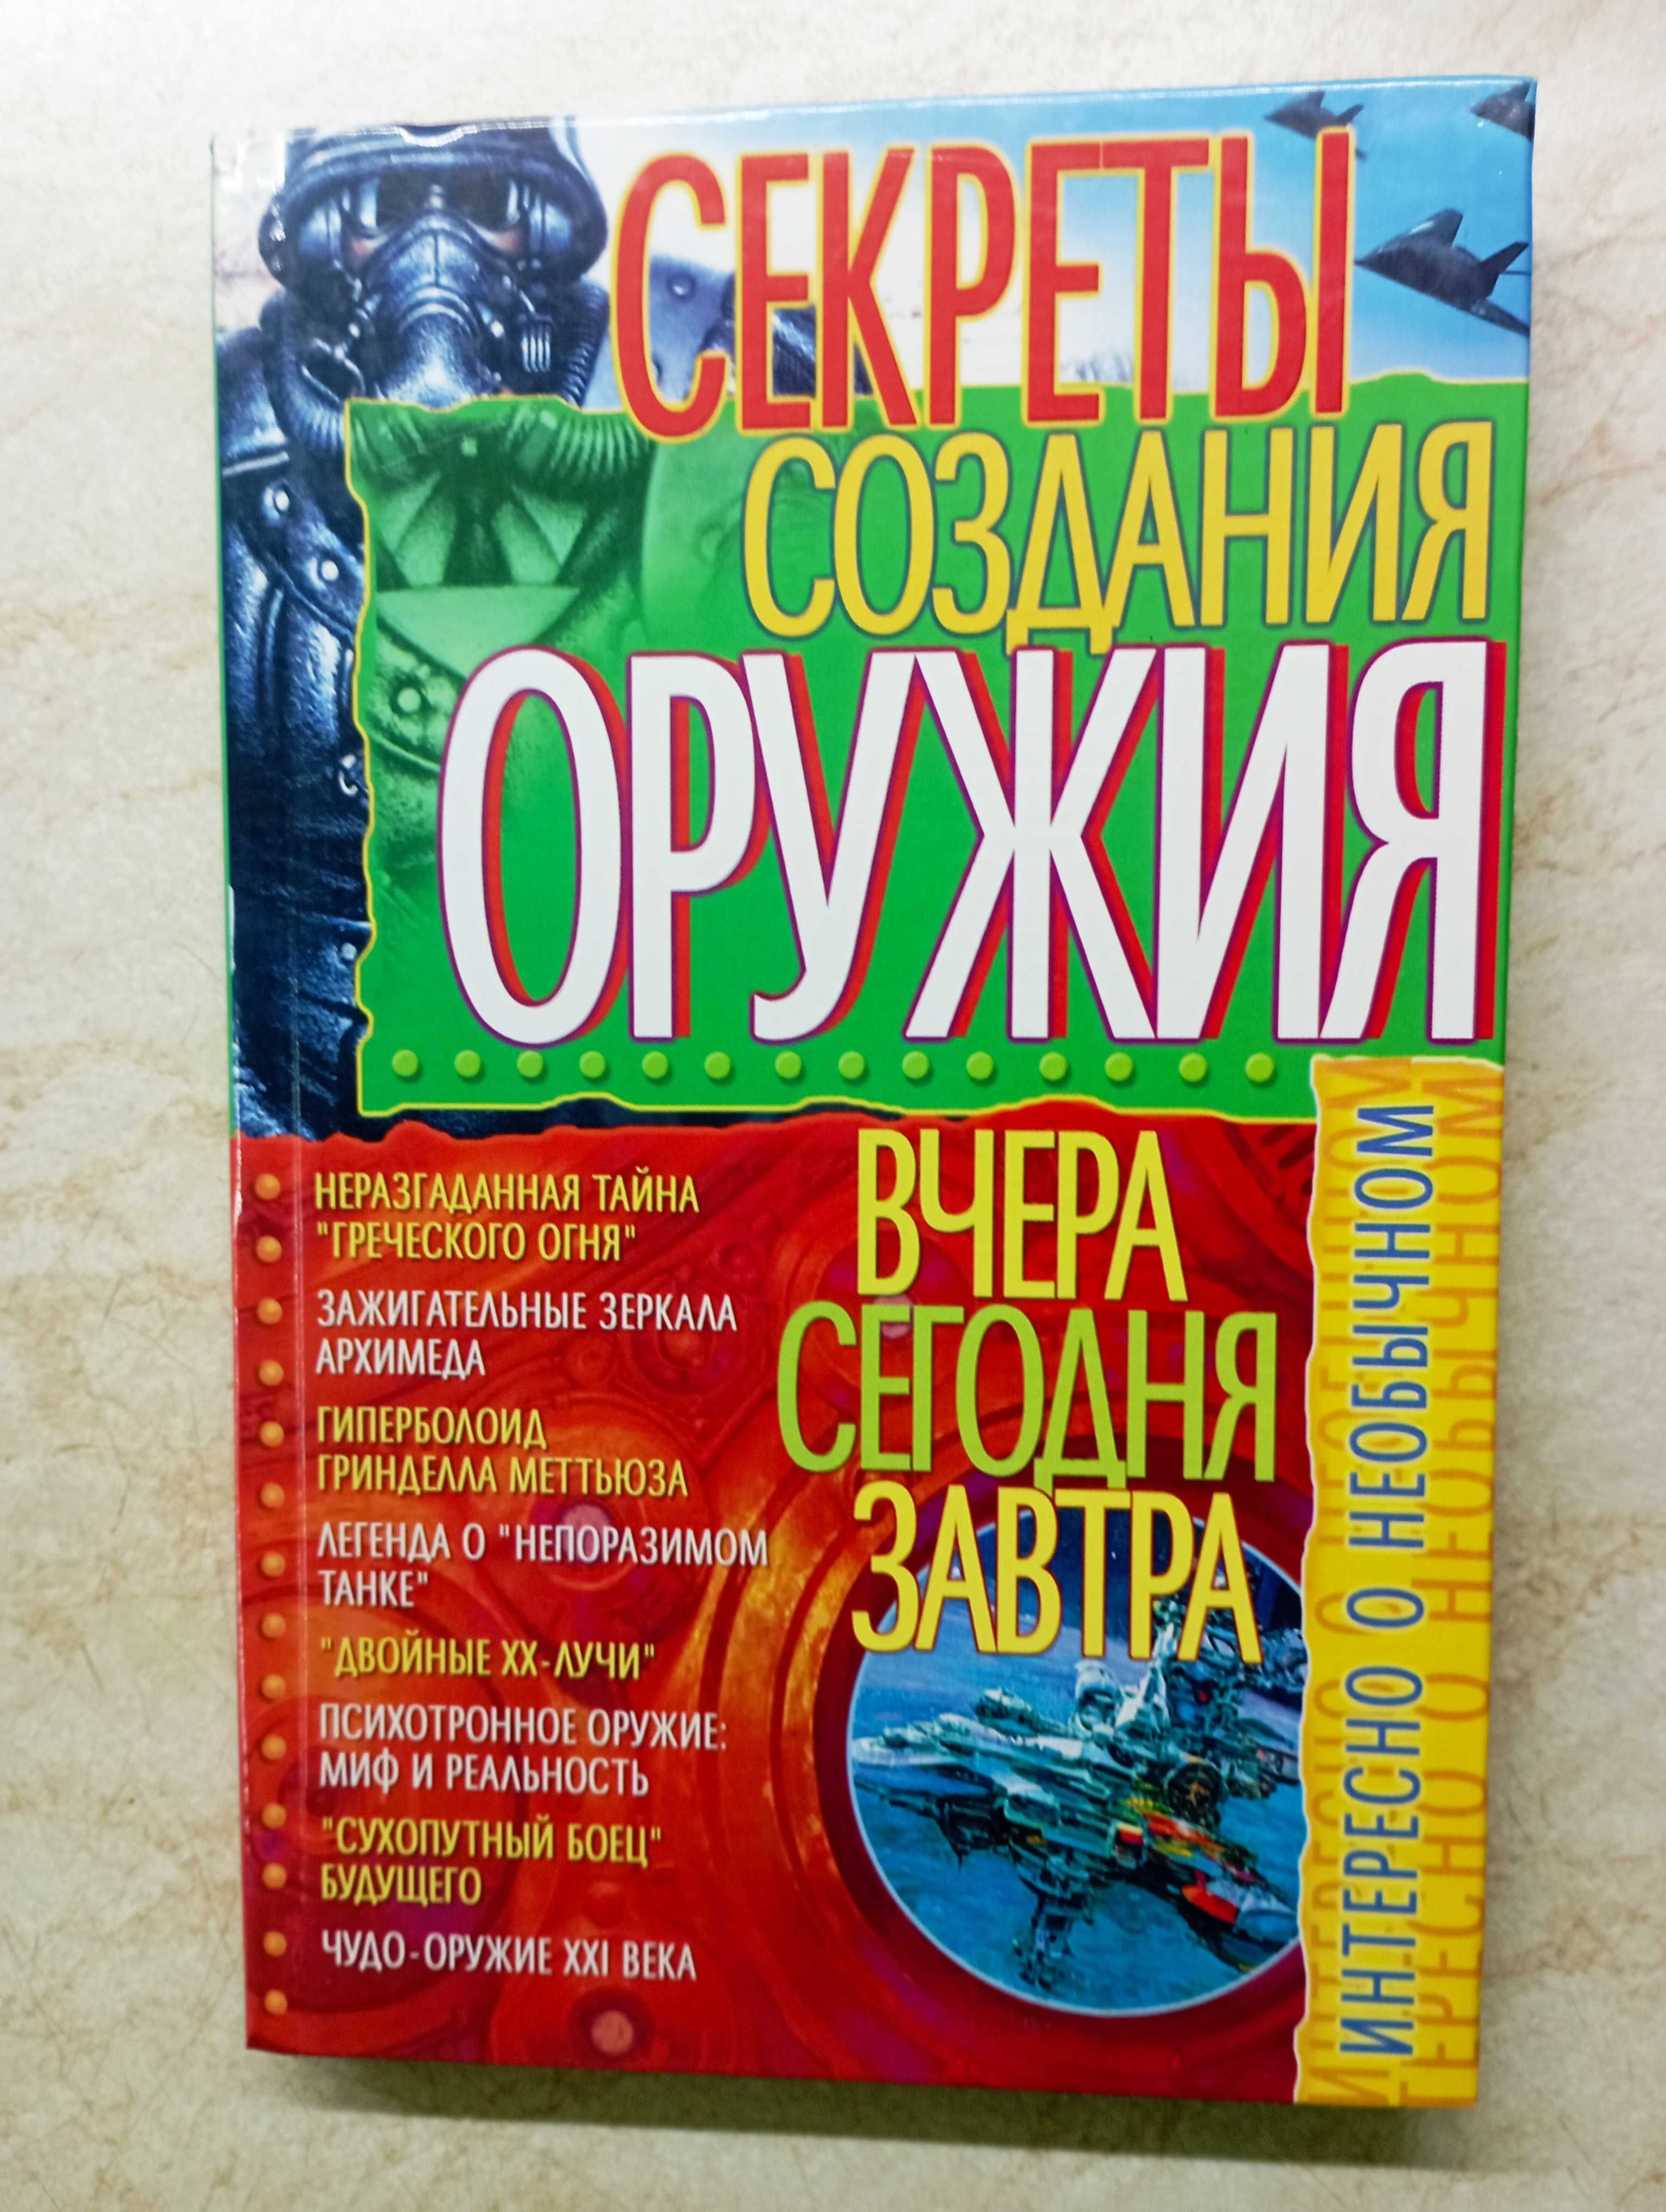 СЕКРЕТЫ
СОЗДАНИЯ
ОРУЖИЯ
ВЧЕРА
СЕГОДНЯ
ЗАВТРА
НЕРАЗГАДАННАЯ ТАЙНА
"ГРЕЧЕСКОГО ОГНЯ"
ЗАЖИГАТЕЛЬНЫЕ ЗЕРКАЛА
АРХИМЕДА
ГИПЕРБОЛОИД
ГРИНДЕЛЛА МЕТТЬЮЗА
ЛЕГЕНДА О "НЕПОРАЗИМОМ
ТАНКЕ"
"ДВОЙНЫЕ ХХ-ЛУЧИ"
ПСИХОТРОННОЕ ОРУЖИЕ:
МИФ И РЕАЛЬНОСТЬ
"СУХОПУТНЫЙ БОЕЦ"
БУДУЩЕГО
ЧУДО-ОРУЖИЕ XXI ВЕКА
ИНТЕРЕСНО О НЕОБЫЧНОМ